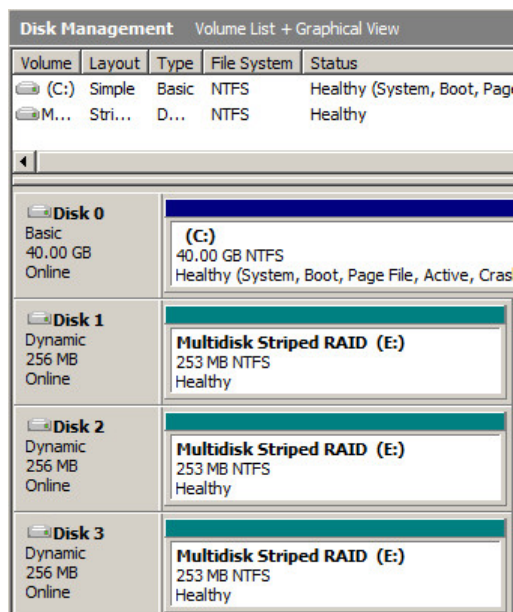 Disk Management Volume List + Graphical View
Volume Layout Type File System Status
(C:) Simple Basic NTFS Healthy (System, Boot, Page
M... Stri... D... NTFS Healthy
Disk 0
Basic
40.00 GB
Online
(C:)
40.00 GB NTFS
Healthy (System, Boot, Page File, Active, Cras
Disk 1
Dynamic
256 MB
Online
Multidisk Striped RAID (E:)
253 MB NTFS
Healthy
Disk 2
Dynamic
256 MB
Online
Multidisk Striped RAID (E:)
253 MB NTFS
Healthy
Disk 3
Dynamic
256 MB
Online
Multidisk Striped RAID (E:)
253 MB NTFS
Healthy